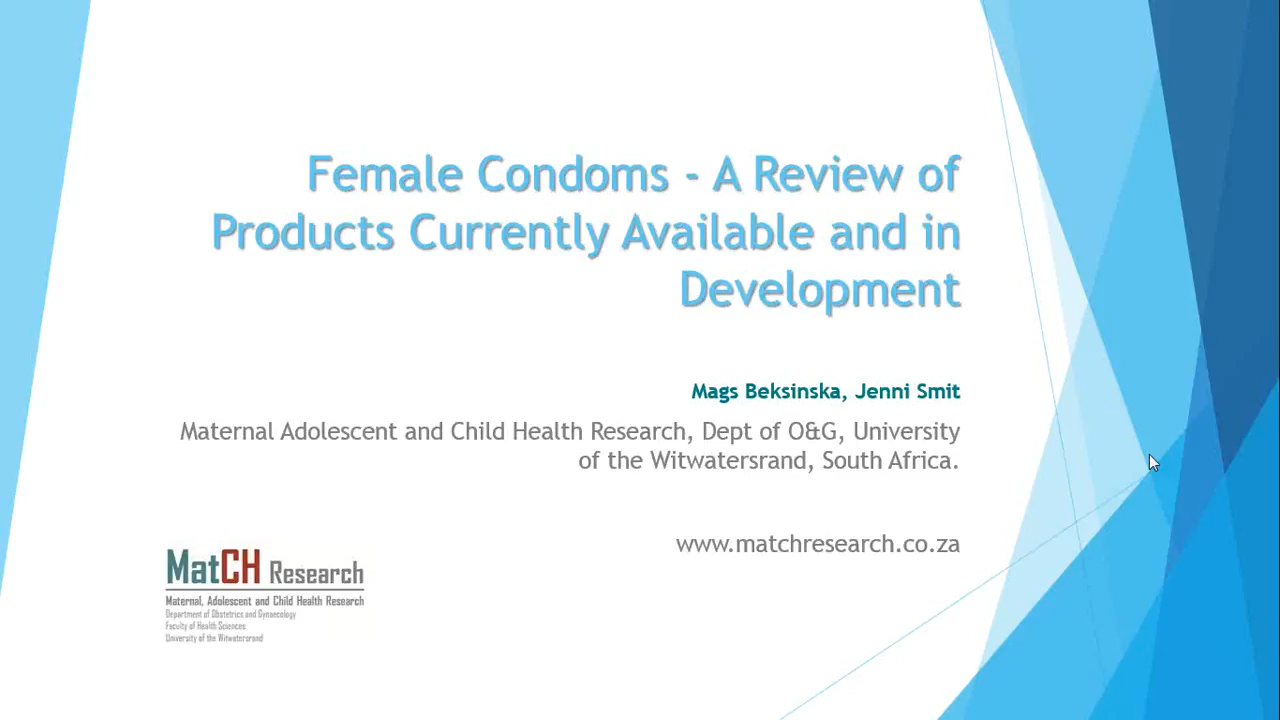 Female Condoms - A Review of
Products Currently Available and in
Development
Mags Beksinska, Jenni Smit
Maternal Adolescent and Child Health Research, Dept of O&G, University
of the Witwatersrand, South Africa.
www.matchresearch.co.za
MatCH Research
Maternal, Adolescent and Child Health Research
Department of Obstetrics and Gynaecology
Faculty of Health Sciences
University of the Witwatersrand